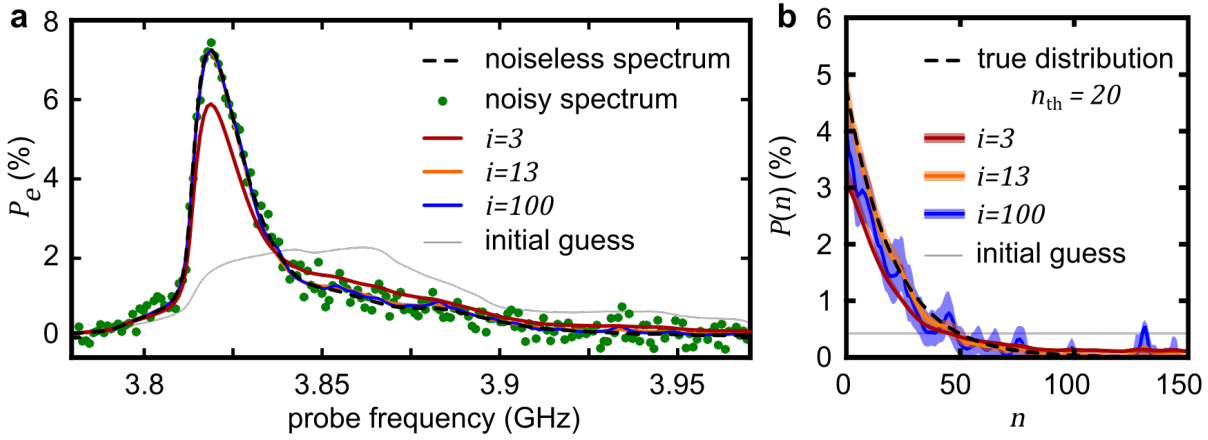 a
8
6
4
2
0
P_e (%)
3.8
3.85
3.9
3.95
probe frequency (GHz)
noiseless spectrum
noisy spectrum
i=3
i=13
i=100
initial guess
b
6
5
4
3
2
1
0
P(n) (%)
0
50
100
150
n
true distribution
n_th = 20
i=3
i=13
i=100
initial guess